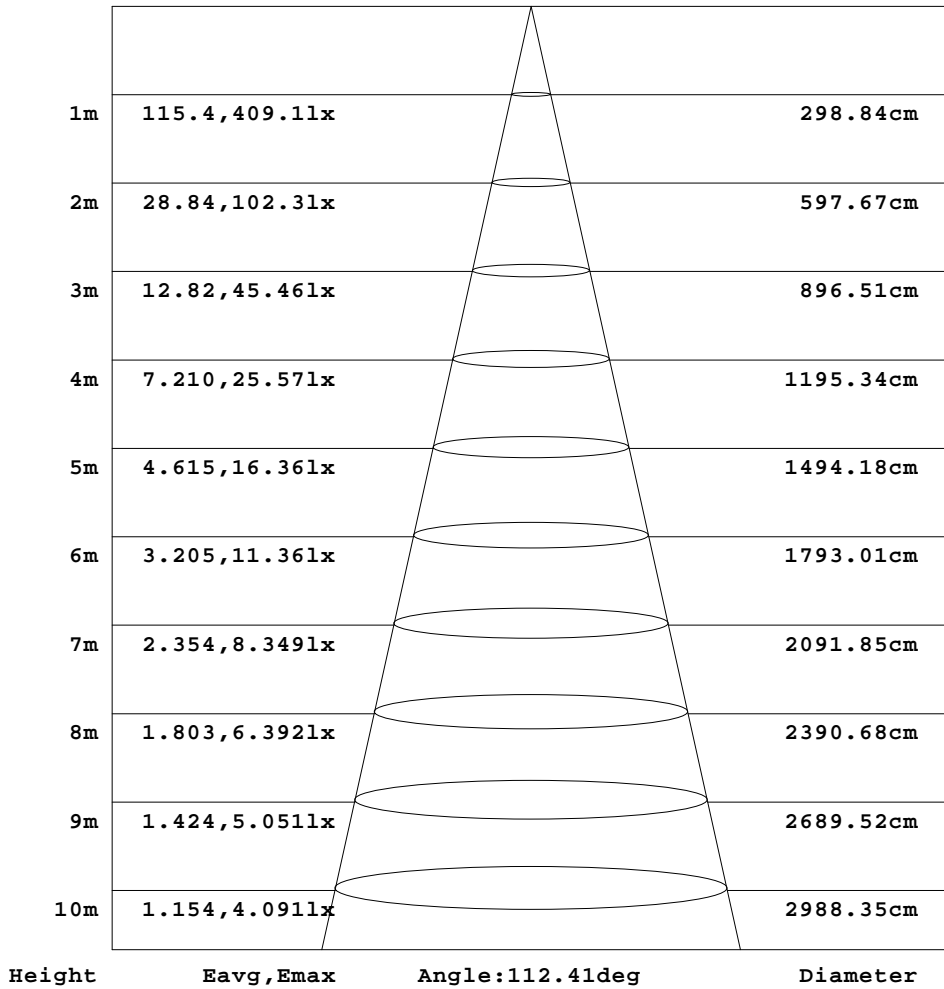 1m 115.4,409.1lx 298.84cm
2m 28.84,102.3lx 597.67cm
3m 12.82,45.46lx 896.51cm
4m 7.210,25.57lx 1195.34cm
5m 4.615,16.36lx 1494.18cm
6m 3.205,11.36lx 1793.01cm
7m 2.354,8.349lx 2091.85cm
8m 1.803,6.392lx 2390.68cm
9m 1.424,5.051lx 2689.52cm
10m 1.154,4.091lx 2988.35cm
Height Eavg,Emax Angle:112.41deg Diameter